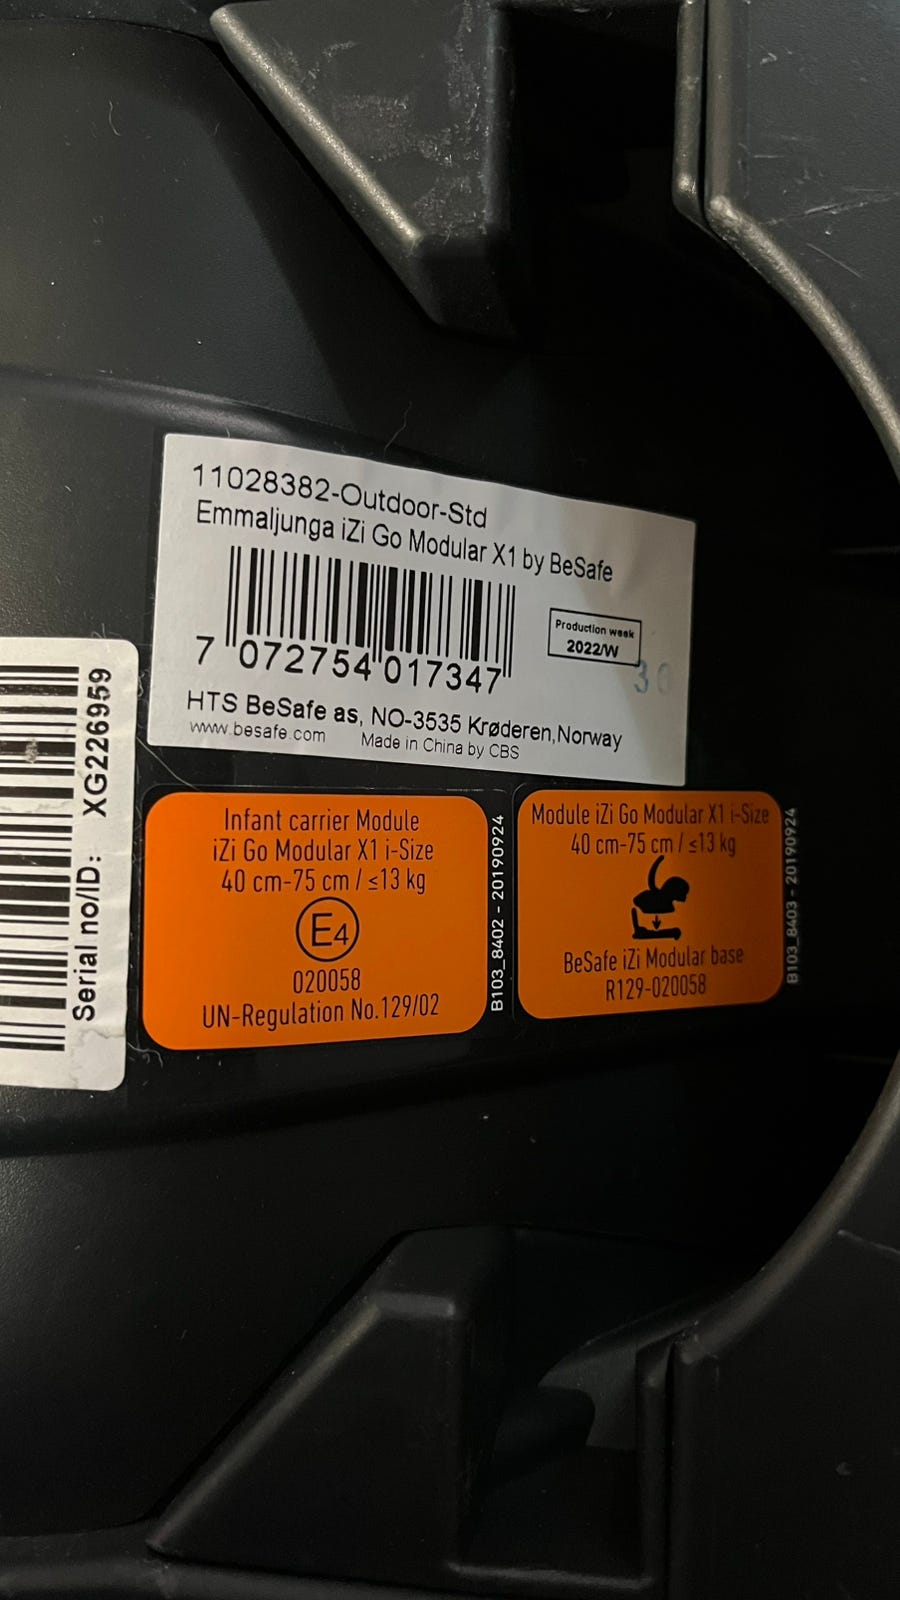 11028382-Outdoor-Std
Emmaljunga iZi Go Modular X1 by BeSafe
7 072754 017347
Production week
2022/W
30
HTS BeSafe as, NO-3535 Krøderen, Norway
www.besafe.com Made in China by CBS
Serial no/ID: XG226959
Infant carrier Module
iZi Go Modular X1 i-Size
40 cm-75 cm / ≤13 kg
E4
020058
UN-Regulation No.129/02
B103_8402 - 20190924
Module iZi Go Modular X1 i-Size
40 cm-75 cm / ≤13 kg
BeSafe iZi Modular base
R129-020058
B103_8403 - 20190924